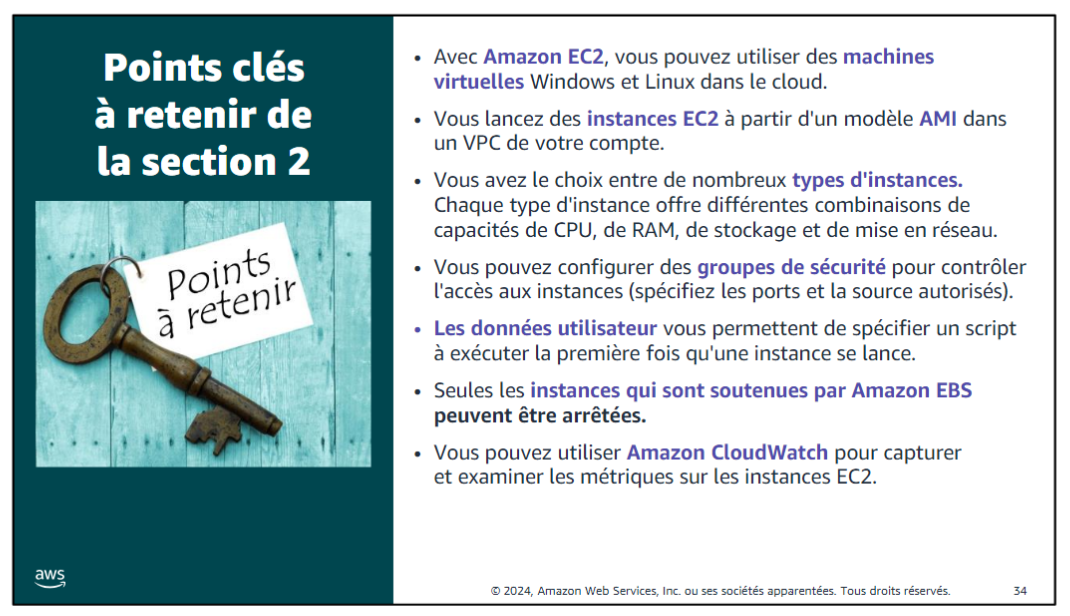 Points clés
à retenir de
la section 2
Points
à retenir
aws
• Avec Amazon EC2, vous pouvez utiliser des machines
virtuelles Windows et Linux dans le cloud.
• Vous lancez des instances EC2 à partir d'un modèle AMI dans
un VPC de votre compte.
• Vous avez le choix entre de nombreux types d'instances.
Chaque type d'instance offre différentes combinaisons de
capacités de CPU, de RAM, de stockage et de mise en réseau.
• Vous pouvez configurer des groupes de sécurité pour contrôler
l'accès aux instances (spécifiez les ports et la source autorisés).
• Les données utilisateur vous permettent de spécifier un script
à exécuter la première fois qu'une instance se lance.
• Seules les instances qui sont soutenues par Amazon EBS
peuvent être arrêtées.
• Vous pouvez utiliser Amazon CloudWatch pour capturer
et examiner les métriques sur les instances EC2.
© 2024, Amazon Web Services, Inc. ou ses sociétés apparentées. Tous droits réservés.
34